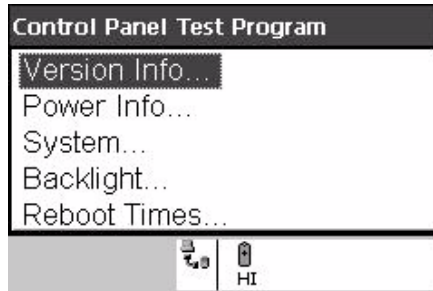 Control Panel Test Program
Version Info...
Power Info...
System...
Backlight...
Reboot Times...
HI